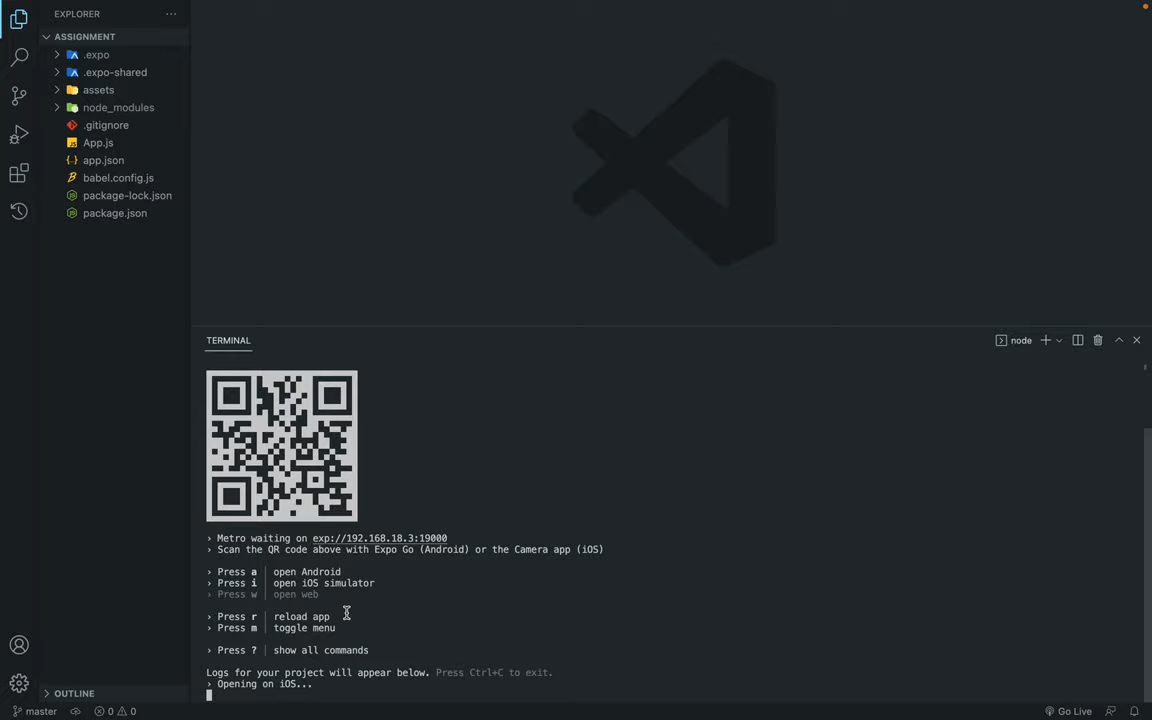 EXPLORER
ASSIGNMENT
.expo
.expo-shared
assets
node_modules
.gitignore
App.js
app.json
babel.config.js
package-lock.json
package.json
OUTLINE
TERMINAL
node
› Metro waiting on exp://192.168.18.3:19000
› Scan the QR code above with Expo Go (Android) or the Camera app (iOS)
› Press a │ open Android
› Press i │ open iOS simulator
› Press w │ open web
› Press r │ reload app
› Press m │ toggle menu
› Press ? │ show all commands
Logs for your project will appear below. Press Ctrl+C to exit.
› Opening on iOS...
master
0
0
Go Live